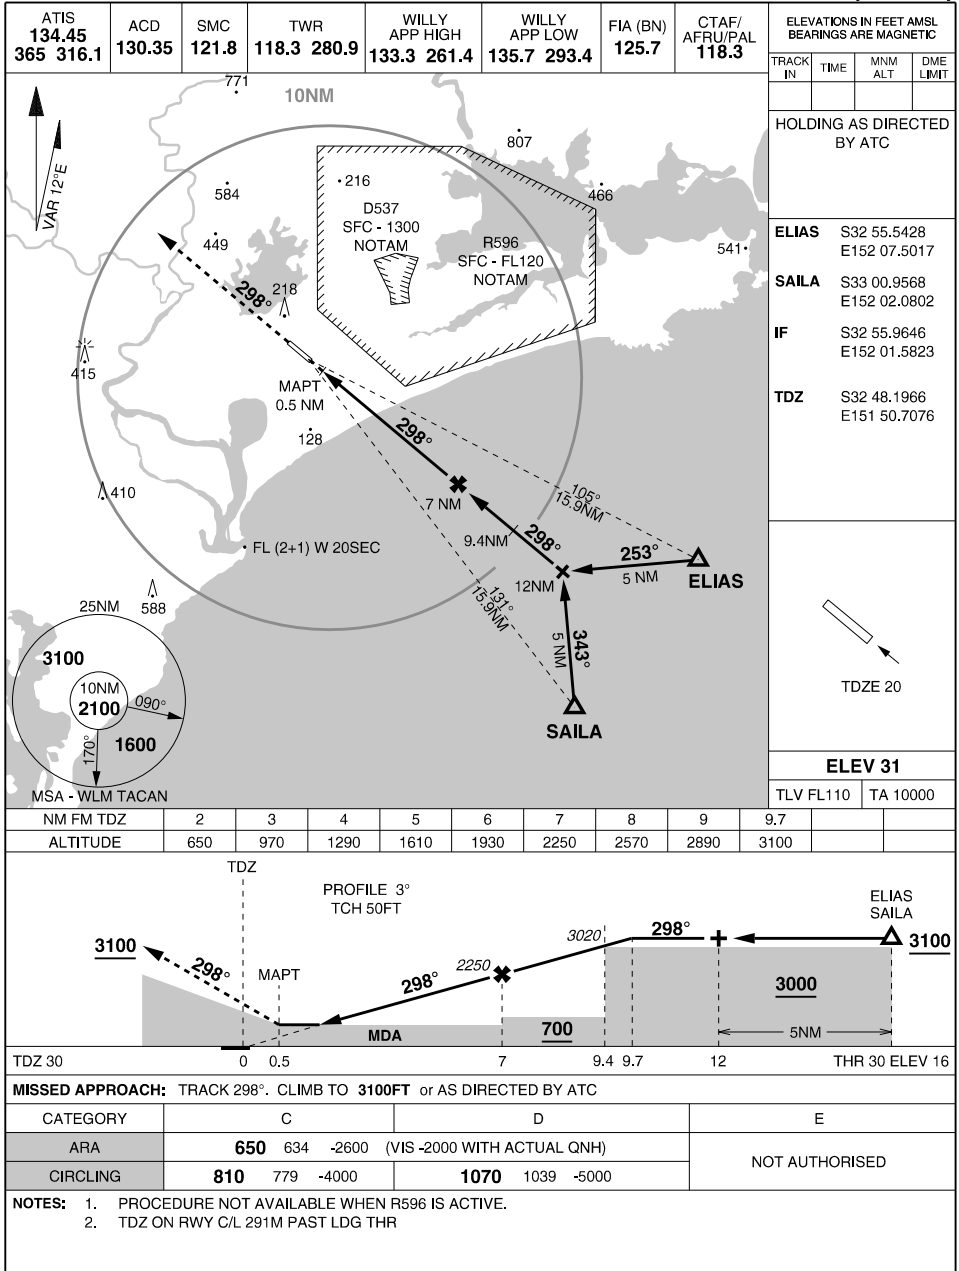 ATIS
134.45
365 316.1
ACD
130.35
SMC
121.8
TWR
118.3 280.9
WILLY
APP HIGH
133.3 261.4
WILLY
APP LOW
135.7 293.4
FIA (BN)
125.7
CTAF/
AFRU/PAL
118.3
ELEVATIONS IN FEET AMSL
BEARINGS ARE MAGNETIC
TRACK IN
TIME
MNM ALT
DME LIMIT
HOLDING AS DIRECTED
BY ATC
ELIAS S32 55.5428
E152 07.5017
SAILA S33 00.9568
E152 02.0802
IF S32 55.9646
E152 01.5823
TDZ S32 48.1966
E151 50.7076
TDZE 20
ELEV 31
TLV FL110 TA 10000
VAR 12°E
771
10NM
807
584
216
466
D537
SFC - 1300
NOTAM
449
R596
SFC - FL120
NOTAM
541
298°
218
415
MAPT
0.5 NM
128
298°
410
7 NM
105°
15.9NM
9.4NM
298°
FL (2+1) W 20SEC
12NM
253°
5 NM
ELIAS
588
131°
15.9NM
343°
5 NM
SAILA
25NM
3100
10NM
2100
090°
1600
170°
MSA - WLM TACAN
NM FM TDZ 2 3 4 5 6 7 8 9 9.7
ALTITUDE 650 970 1290 1610 1930 2250 2570 2890 3100
TDZ
PROFILE 3°
TCH 50FT
ELIAS
SAILA
3100
298°
MAPT
298°
2250
3020
298°
3100
3000
MDA
700
5NM
TDZ 30 0 0.5 7 9.4 9.7 12 THR 30 ELEV 16
MISSED APPROACH: TRACK 298°. CLIMB TO 3100FT or AS DIRECTED BY ATC
CATEGORY C D E
ARA 650 634 -2600 (VIS -2000 WITH ACTUAL QNH)
NOT AUTHORISED
CIRCLING 810 779 -4000 1070 1039 -5000
NOTES: 1. PROCEDURE NOT AVAILABLE WHEN R596 IS ACTIVE.
2. TDZ ON RWY C/L 291M PAST LDG THR